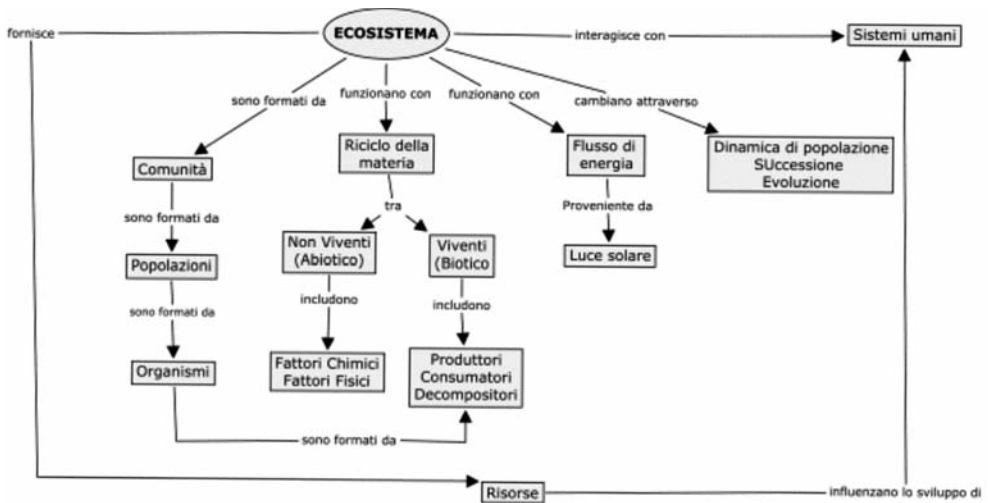 fornisce
ECOSISTEMA
interagisce con
Sistemi umani
sono formati da
funzionano con
funzionano con
cambiano attraverso
Comunità
Riciclo della
materia
Flusso di
energia
Dinamica di popolazione
SUccessione
Evoluzione
sono formati da
tra
Proveniente da
Popolazioni
Non Viventi
(Abiotico)
Viventi
(Biotico
Luce solare
sono formati da
includono
includono
Organismi
Fattori Chimici
Fattori Fisici
Produttori
Consumatori
Decompositori
sono formati da
Risorse
influenzano lo sviluppo di